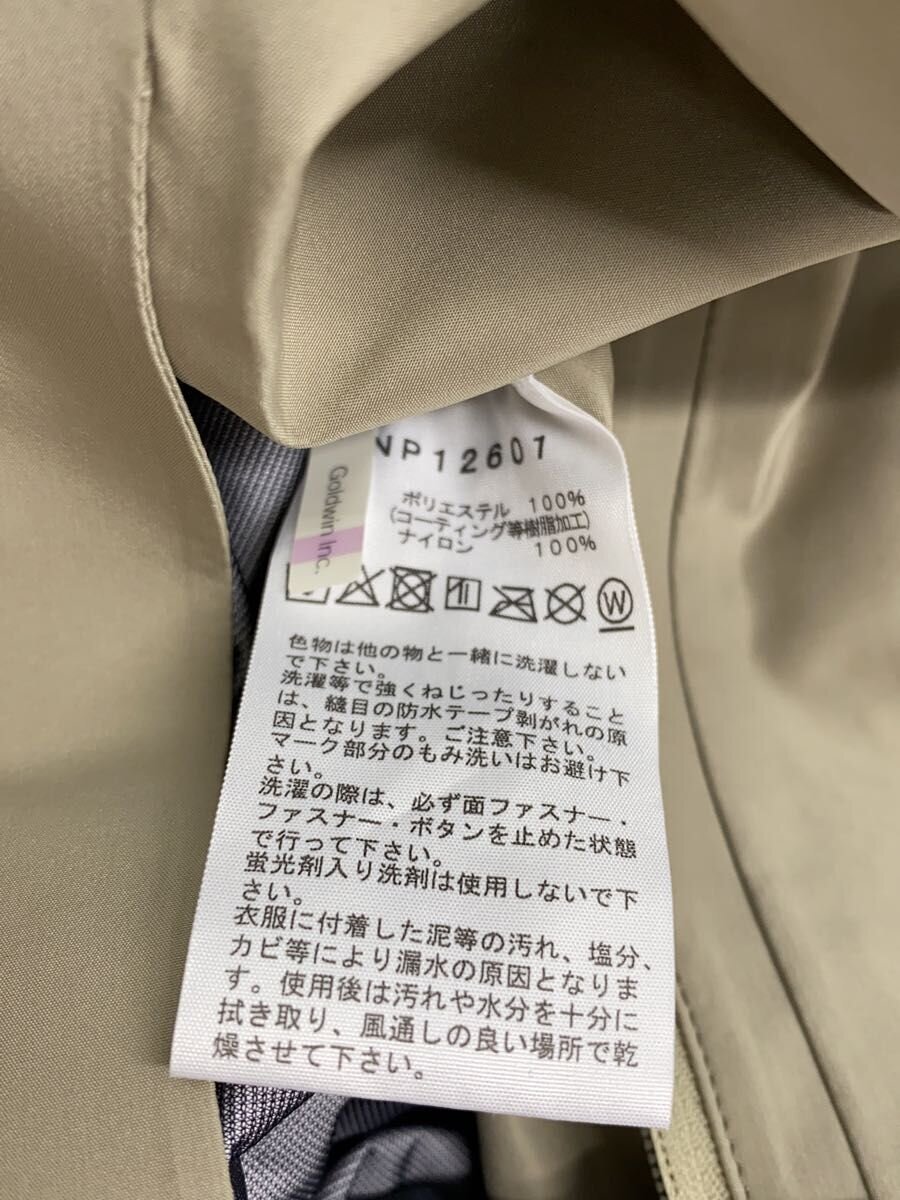 NP12601
Goldwin Inc.
ポリエステル 100%
(コーティング等樹脂加工)
ナイロン 100%
W
色物は他の物と一緒に洗濯しない
で下さい。
洗濯等で強くねじったりすること
は、縫目の防水テープ剥がれの原
因となります。ご注意下さい。
マーク部分のもみ洗いはお避け下
さい。
洗濯の際は、必ず面ファスナー・
ファスナー・ボタンを止めた状態
で行って下さい。
蛍光剤入り洗剤は使用しないで下
さい。
衣服に付着した泥等の汚れ、塩分、
カビ等により漏水の原因となりま
す。使用後は汚れや水分を十分に
拭き取り、風通しの良い場所で乾
燥させて下さい。